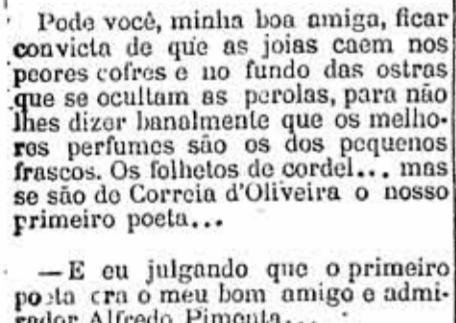 Pode você, minha boa amiga, ficar
convicta de que as joias caem nos
peores cofres e no fundo das ostras
que se ocultam as perolas, para não
lhes dizer banalmente que os melho-
res perfumes são os dos pequenos
frascos. Os folhetos de cordel... mas
se são de Correia d'Oliveira o nosso
primeiro poeta...
—E eu julgando que o primeiro
poeta era o meu bom amigo e admi-
rador Alfredo Pimenta...